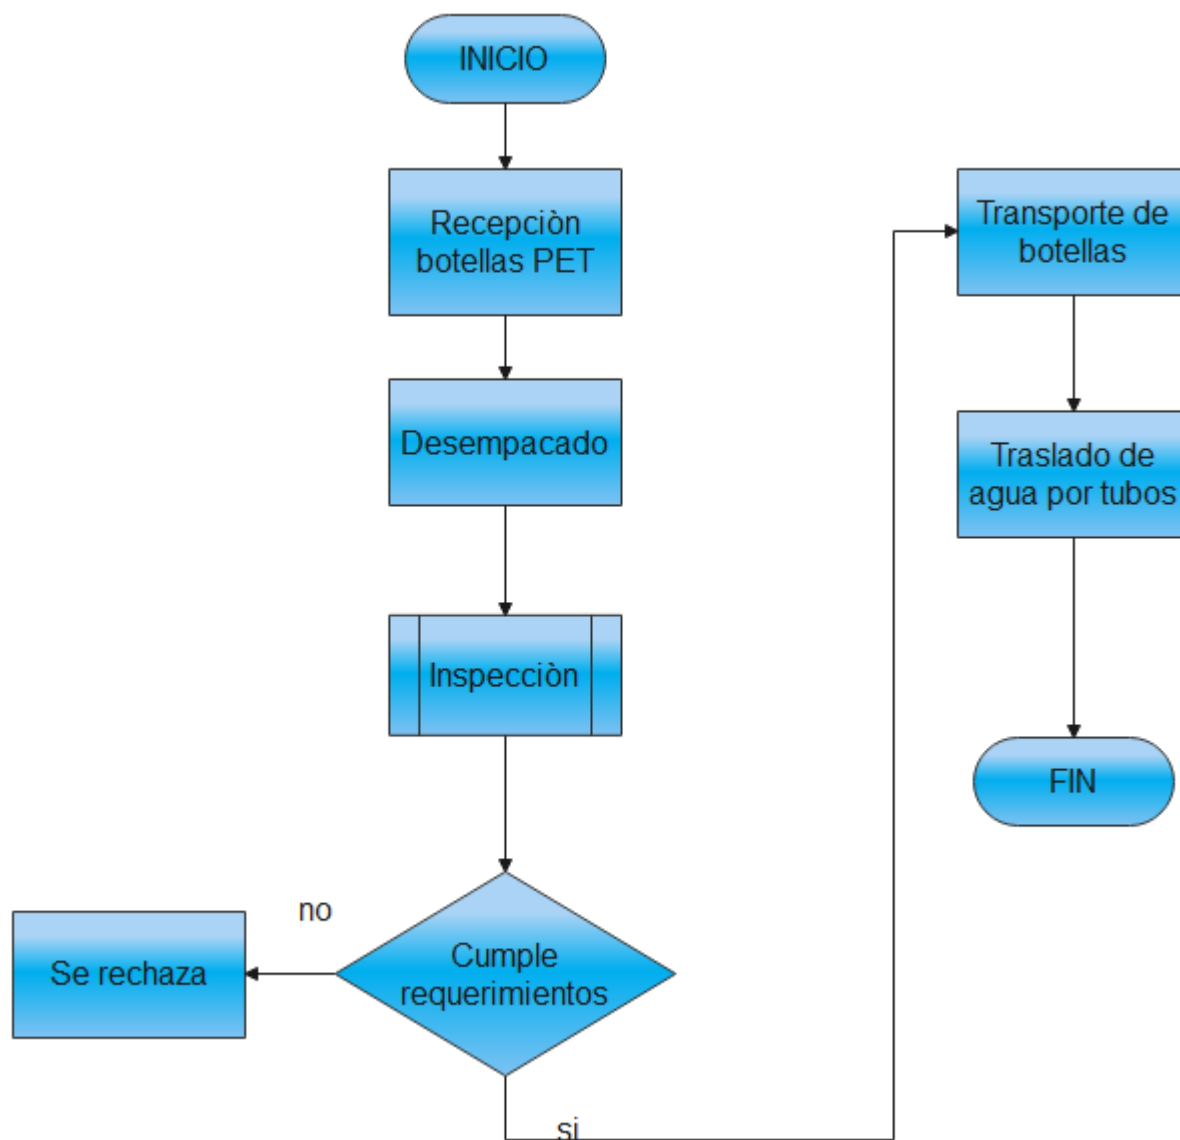 INICIO
Recepciòn
botellas PET
Desempacado
Inspecciòn
Cumple
requerimientos
no
Se rechaza
si
Transporte de
botellas
Traslado de
agua por tubos
FIN